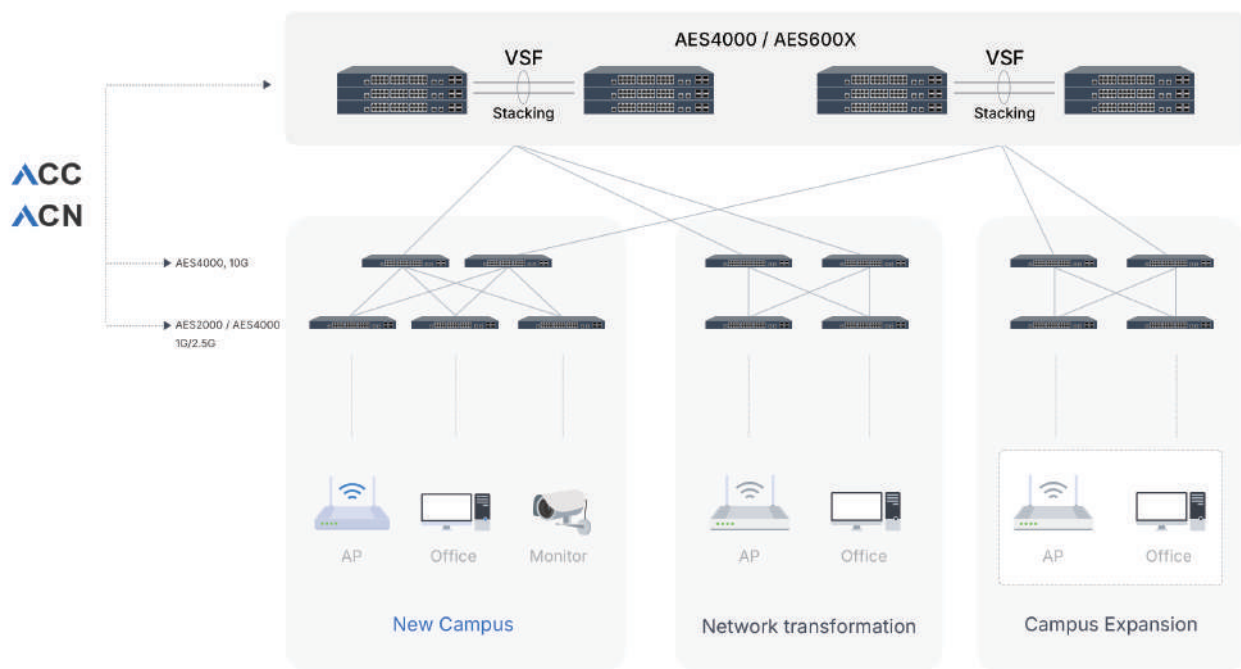 AES4000 / AES600X
VSF
Stacking
VSF
Stacking
ACC
ACN
AES4000, 10G
AES2000 / AES4000
1G/2.5G
AP
Office
Monitor
AP
Office
AP
Office
New Campus
Network transformation
Campus Expansion